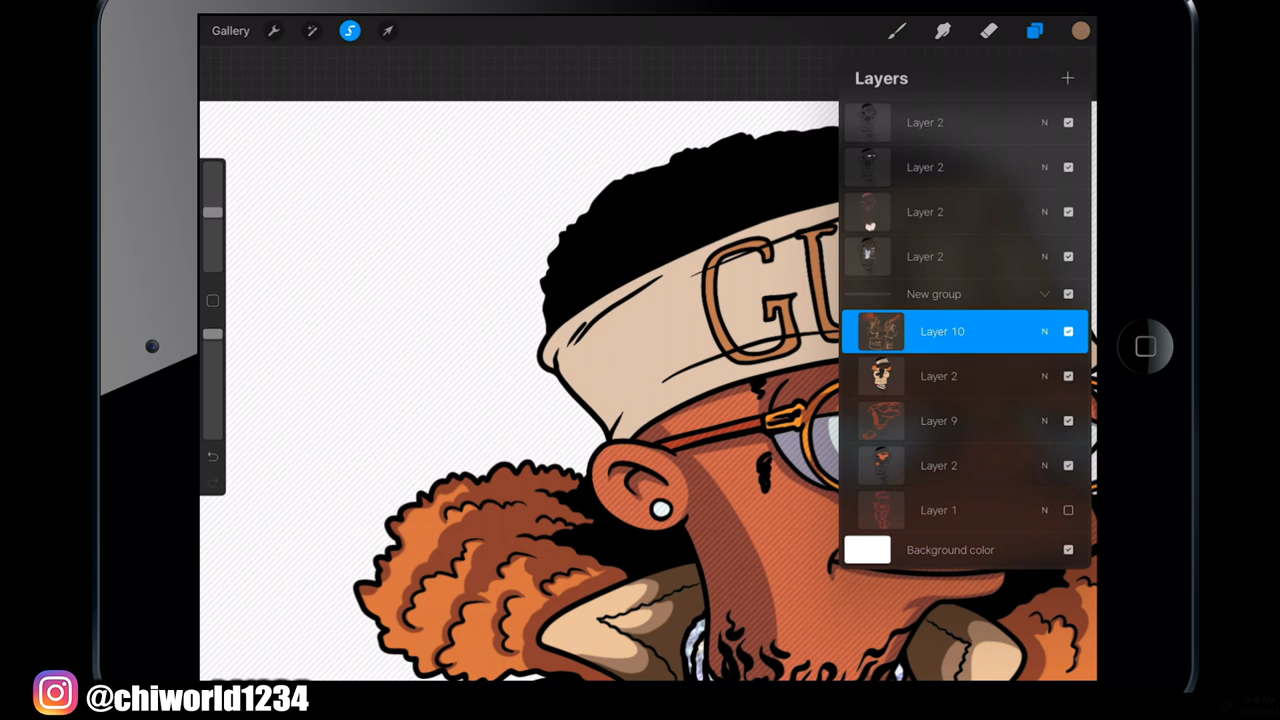 Gallery
Layers
Layer 2
N
Layer 2
N
Layer 2
N
Layer 2
N
New group
Layer 10
N
Layer 2
N
Layer 9
N
Layer 2
N
Layer 1
N
Background color
GU
@chiworld1234